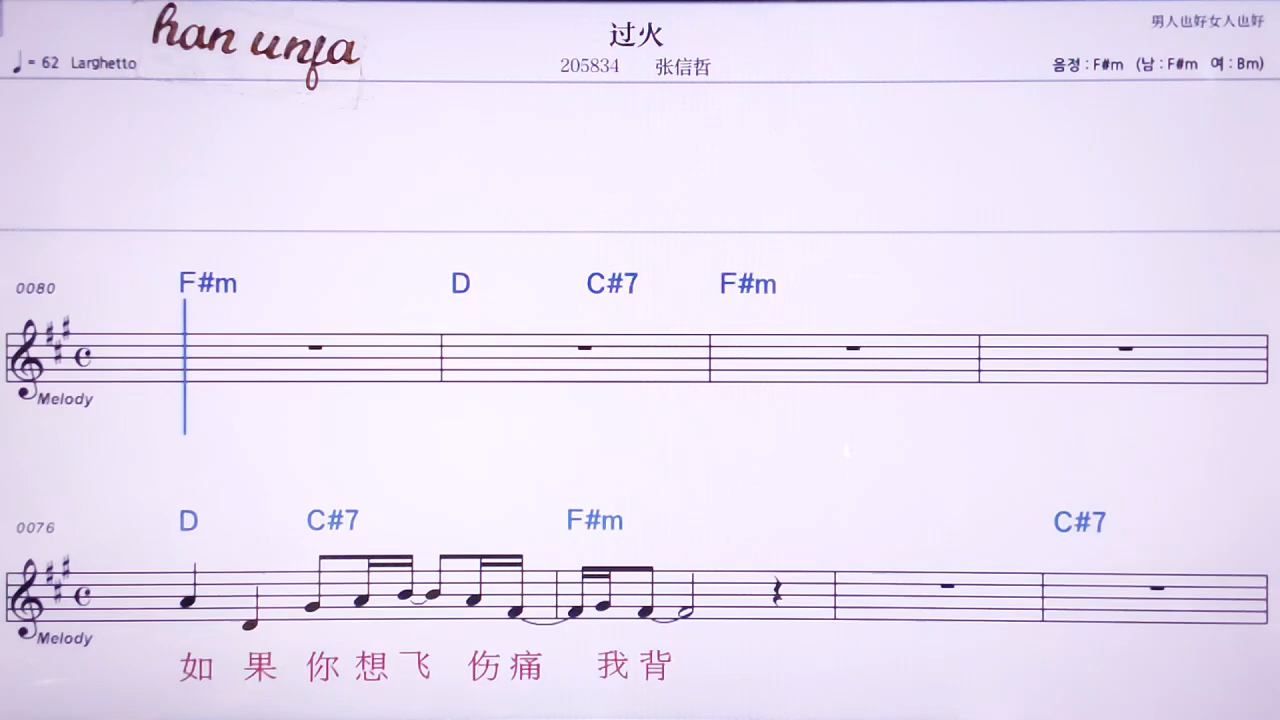 han unfa
过火
男人也好女人也好
♩= 62 Larghetto
205834 张信哲
음정 : F#m (남 : F#m 여 : Bm)
0080 F#m D C#7 F#m
Melody
0076 D C#7 F#m C#7
Melody
如 果 你 想 飞 伤 痛 我 背